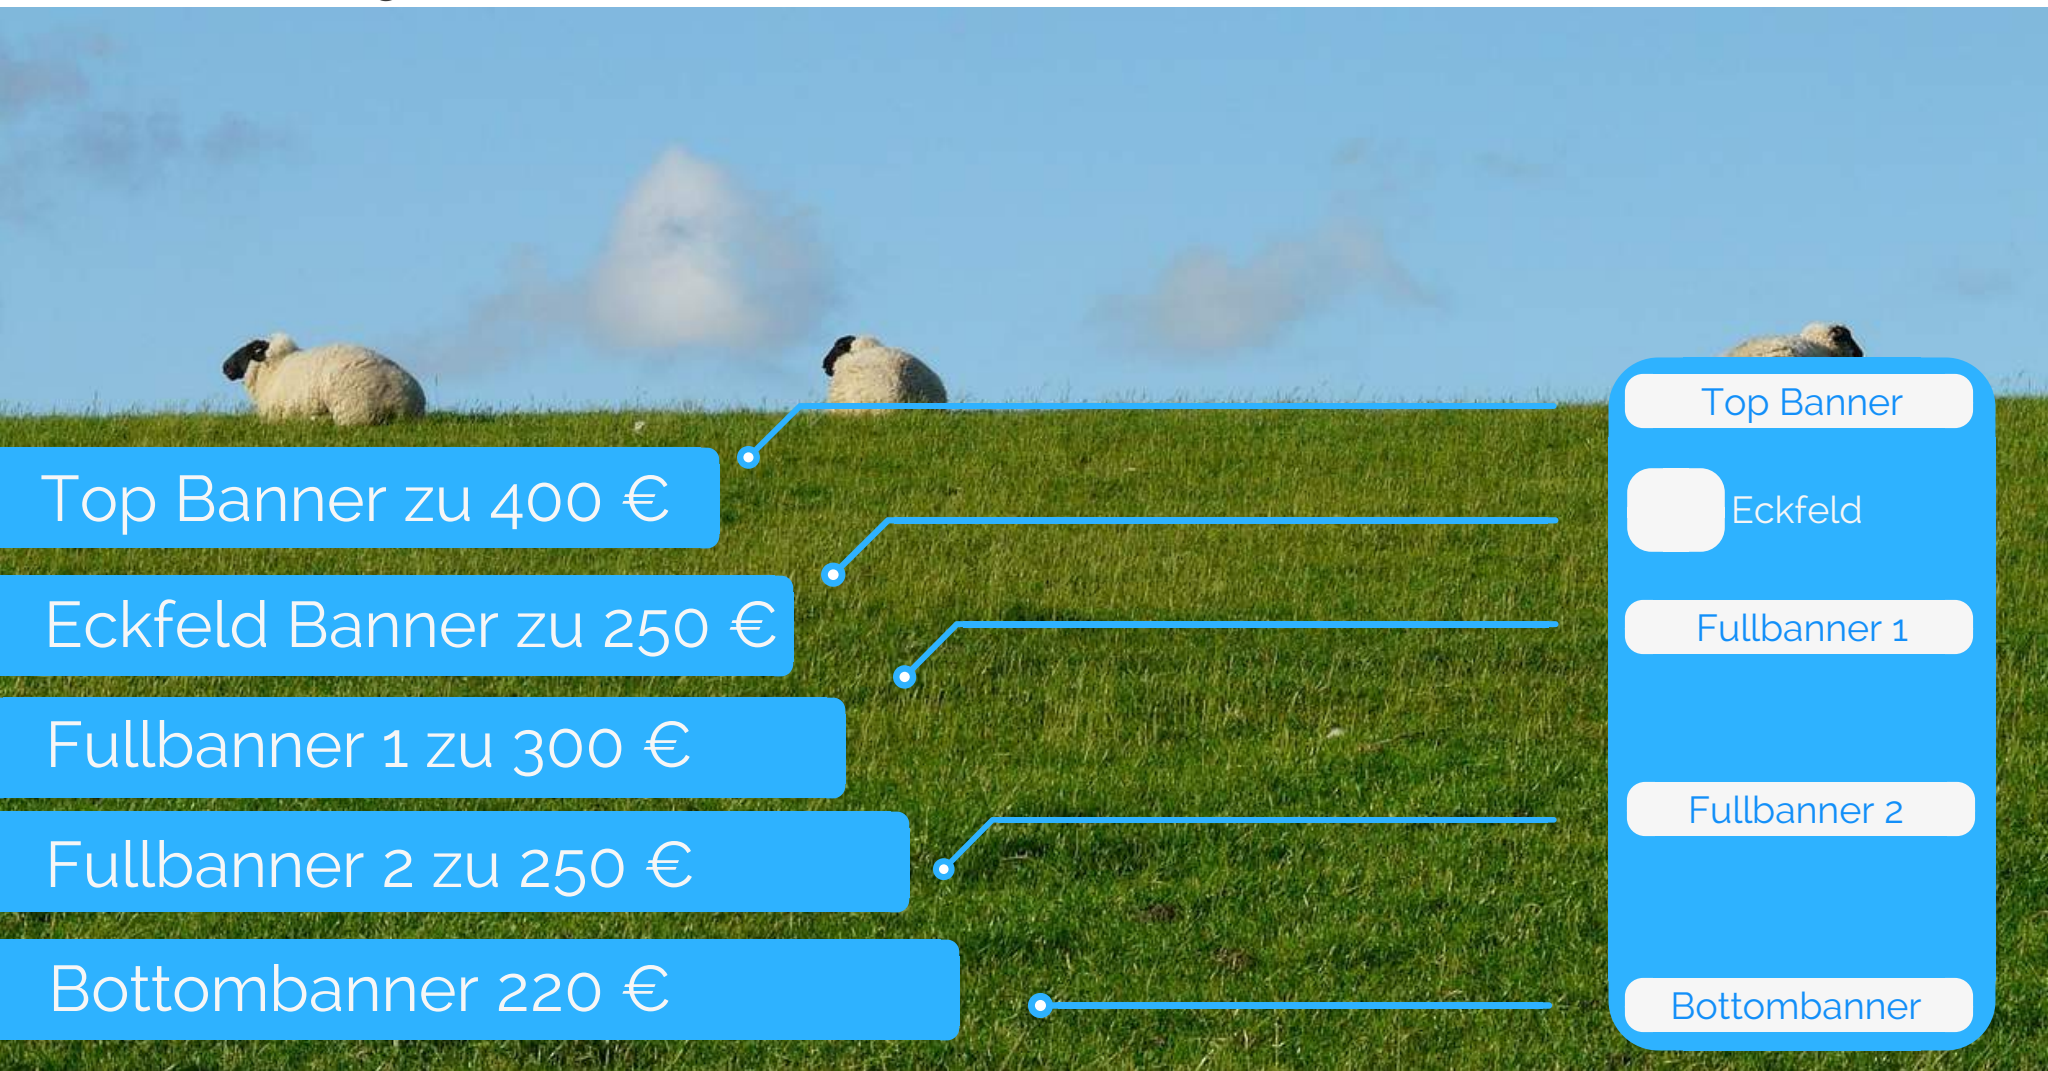 Top Banner zu 400 €
Eckfeld Banner zu 250 €
Fullbanner 1 zu 300 €
Fullbanner 2 zu 250 €
Bottombanner 220 €
Top Banner
Eckfeld
Fullbanner 1
Fullbanner 2
Bottombanner